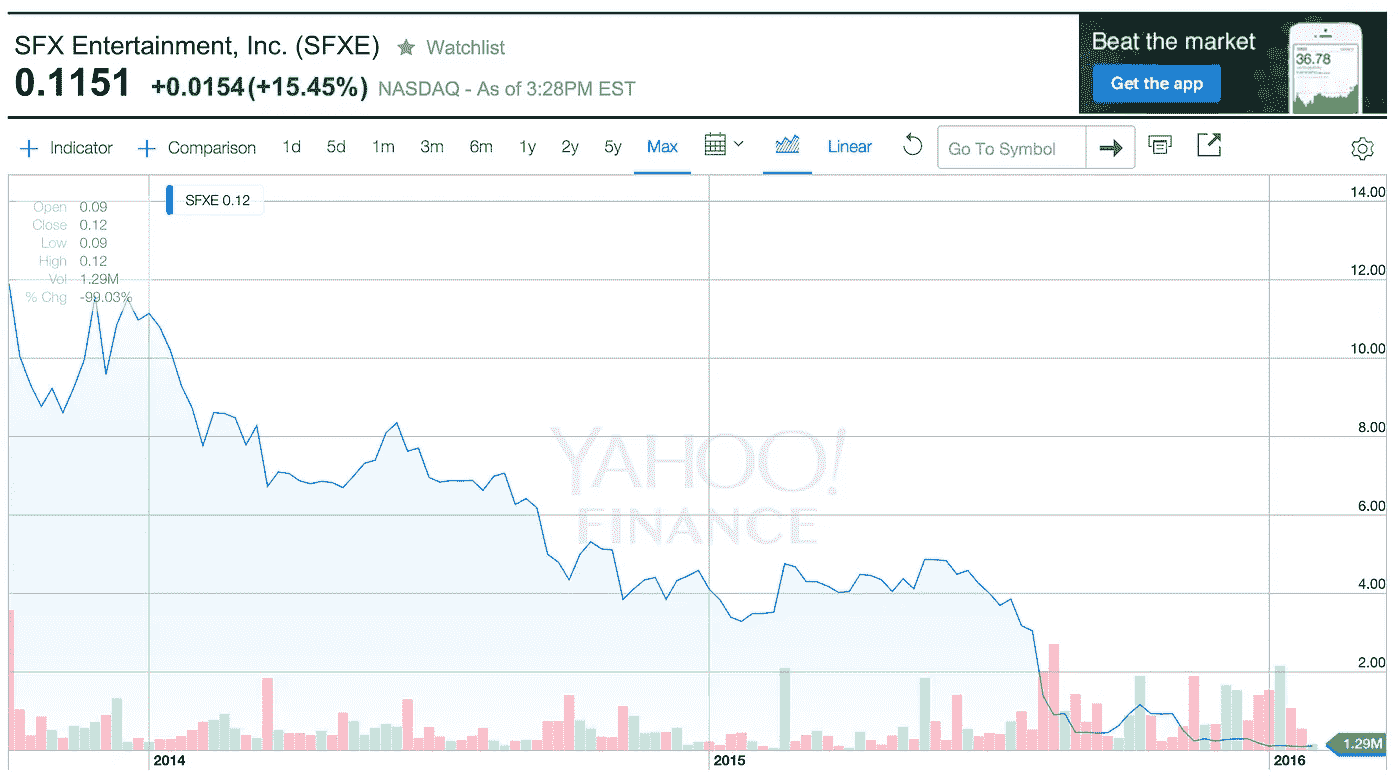 SFX Entertainment, Inc. (SFXE) ★ Watchlist
0.1151 +0.0154 (+15.45%) NASDAQ - As of 3:28PM EST
Beat the market
36.78
Get the app
+ Indicator + Comparison 1d 5d 1m 3m 6m 1y 2y 5y Max Linear Go To Symbol
SFXE 0.12
Open 0.09
Close 0.12
Low 0.09
High 0.12
Vol 1.29M
% Chg -99.03%
14.00
12.00
10.00
8.00
6.00
4.00
2.00
YAHOO!
FINANCE
1.29M
2014 2015 2016